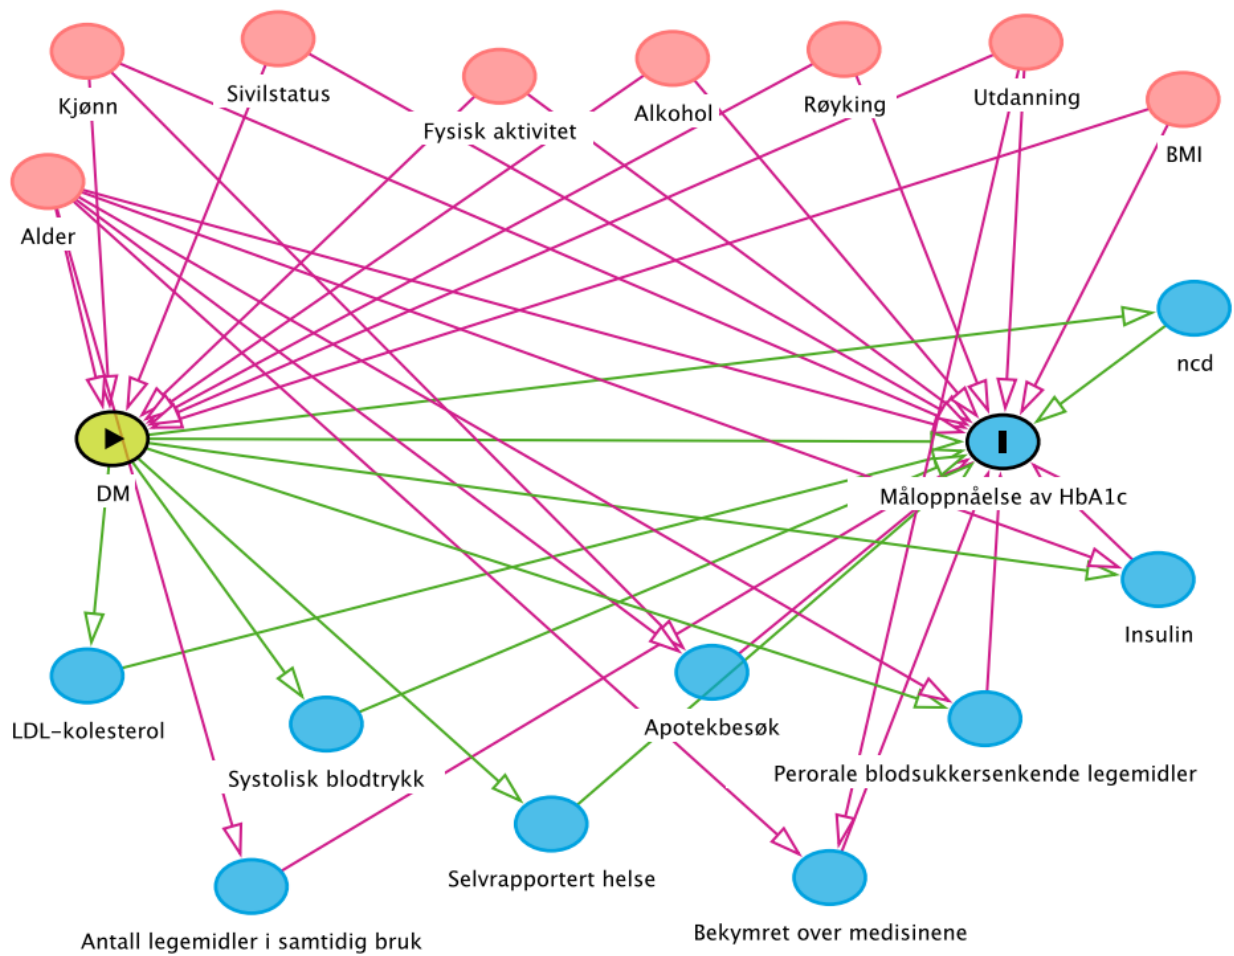 Kjønn
Sivilstatus
Fysisk aktivitet
Alkohol
Røyking
Utdanning
BMI
Alder
ncd
DM
Måloppnåelse av HbA1c
Insulin
LDL-kolesterol
Systolisk blodtrykk
Apotekbesøk
Perorale blodsukkersenkende legemidler
Selvrapportert helse
Antall legemidler i samtidig bruk
Bekymret over medisinene